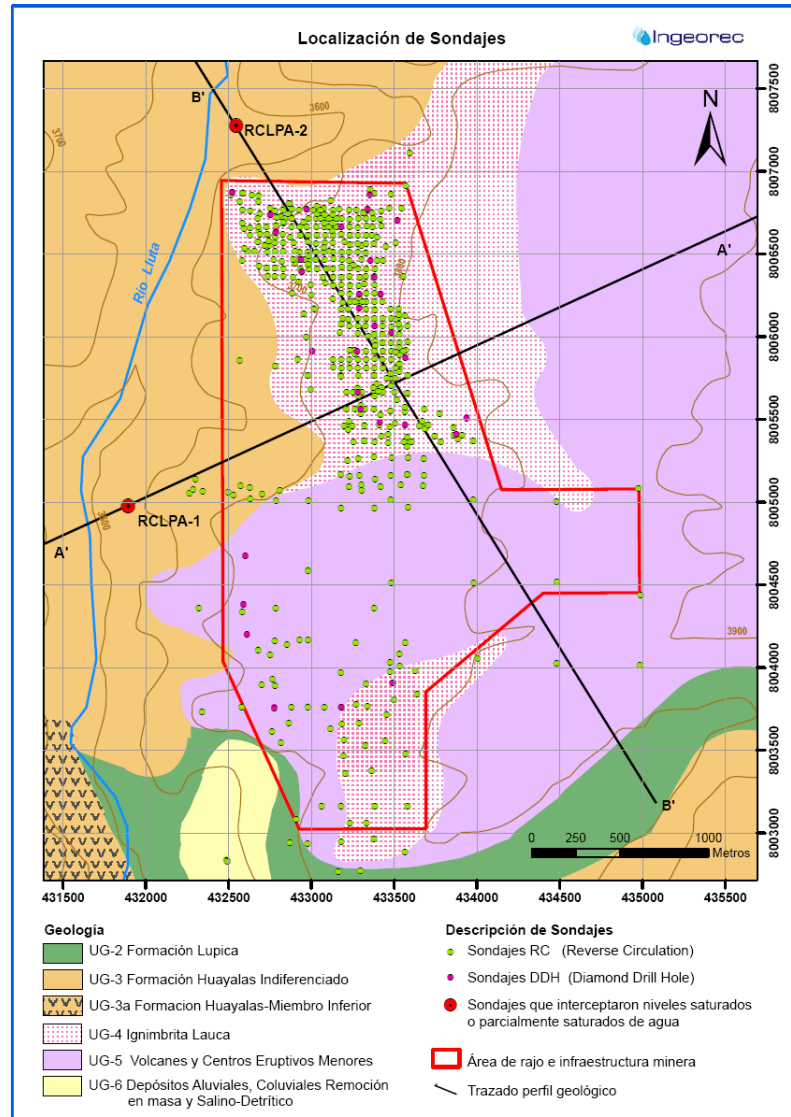 Localización de Sondajes
Ingeorec
B'
RCLPA-2
3600
3700
N
8007500
8007000
8006500
8006000
8005500
8005000
8004500
8004000
8003500
8003000
A'
3800
3700
Río Lluta
RCLPA-1
3800
A'
3900
B'
0 250 500 1000
Metros
431500 432000 432500 433000 433500 434000 434500 435000 435500
Geología
UG-2 Formación Lupica
UG-3 Formación Huayalas Indiferenciado
UG-3a Formacion Huayalas-Miembro Inferior
UG-4 Ignimbrita Lauca
UG-5 Volcanes y Centros Eruptivos Menores
UG-6 Depósitos Aluviales, Coluviales Remoción
en masa y Salino-Detrítico
Descripción de Sondajes
Sondajes RC (Reverse Circulation)
Sondajes DDH (Diamond Drill Hole)
Sondajes que interceptaron niveles saturados
o parcialmente saturados de agua
Área de rajo e infraestructura minera
Trazado perfil geológico